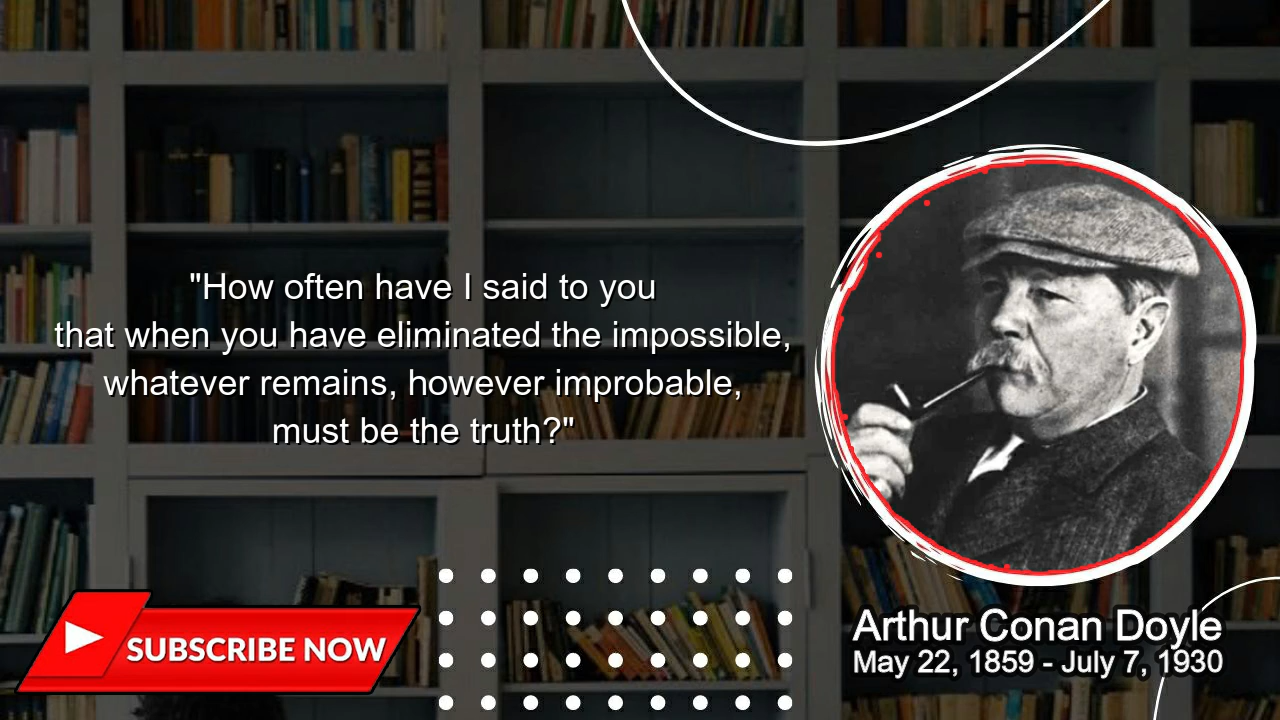 "How often have I said to you
that when you have eliminated the impossible,
whatever remains, however improbable,
must be the truth?"
SUBSCRIBE NOW
Arthur Conan Doyle
May 22, 1859 - July 7, 1930